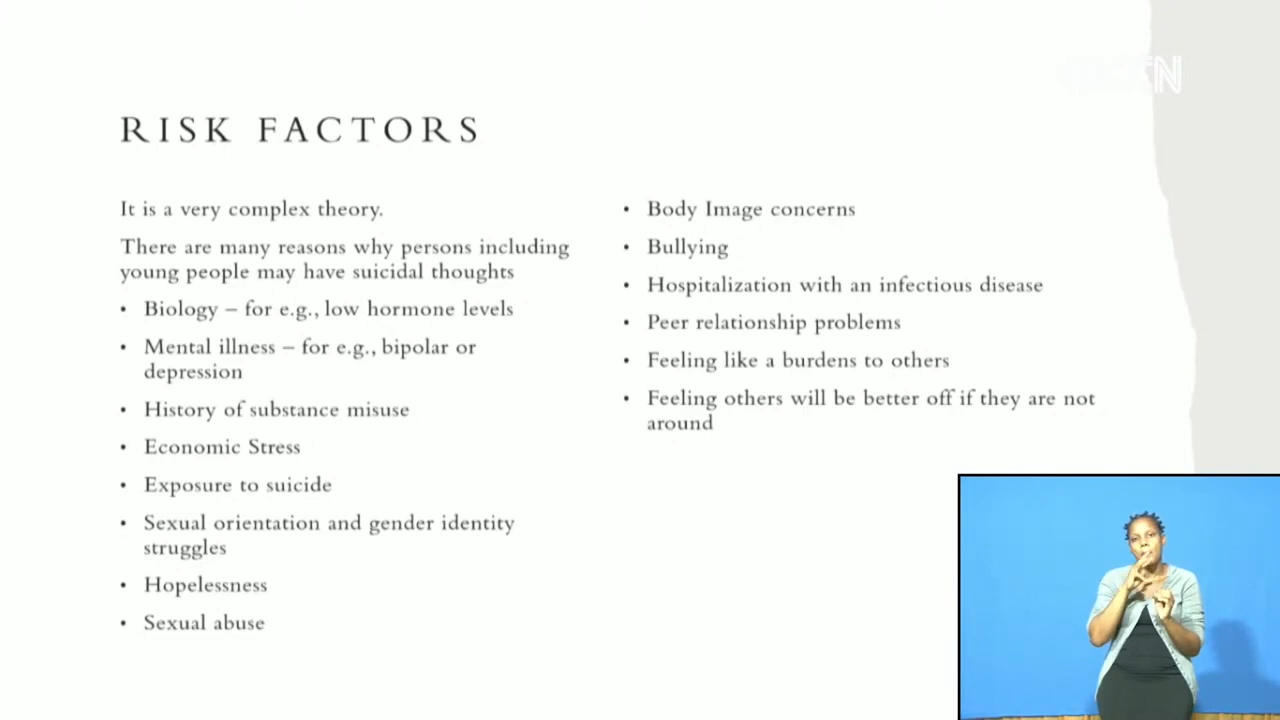 RISK FACTORS
It is a very complex theory.
There are many reasons why persons including
young people may have suicidal thoughts
• Biology – for e.g., low hormone levels
• Mental illness – for e.g., bipolar or
depression
• History of substance misuse
• Economic Stress
• Exposure to suicide
• Sexual orientation and gender identity
struggles
• Hopelessness
• Sexual abuse
• Body Image concerns
• Bullying
• Hospitalization with an infectious disease
• Peer relationship problems
• Feeling like a burdens to others
• Feeling others will be better off if they are not
around